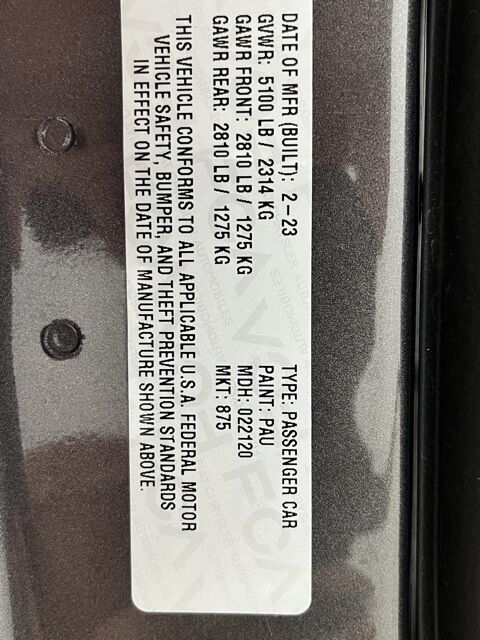 DATE OF MFR (BUILT): 2-23 TYPE: PASSENGER CAR
GVWR: 5100 LB / 2314 KG PAINT: PAU
GAWR FRONT: 2810 LB / 1275 KG MDH: 022120
GAWR REAR: 2810 LB / 1275 KG MKT: 875
THIS VEHICLE CONFORMS TO ALL APPLICABLE U.S.A. FEDERAL MOTOR
VEHICLE SAFETY, BUMPER, AND THEFT PREVENTION STANDARDS
IN EFFECT ON THE DATE OF MANUFACTURE SHOWN ABOVE.